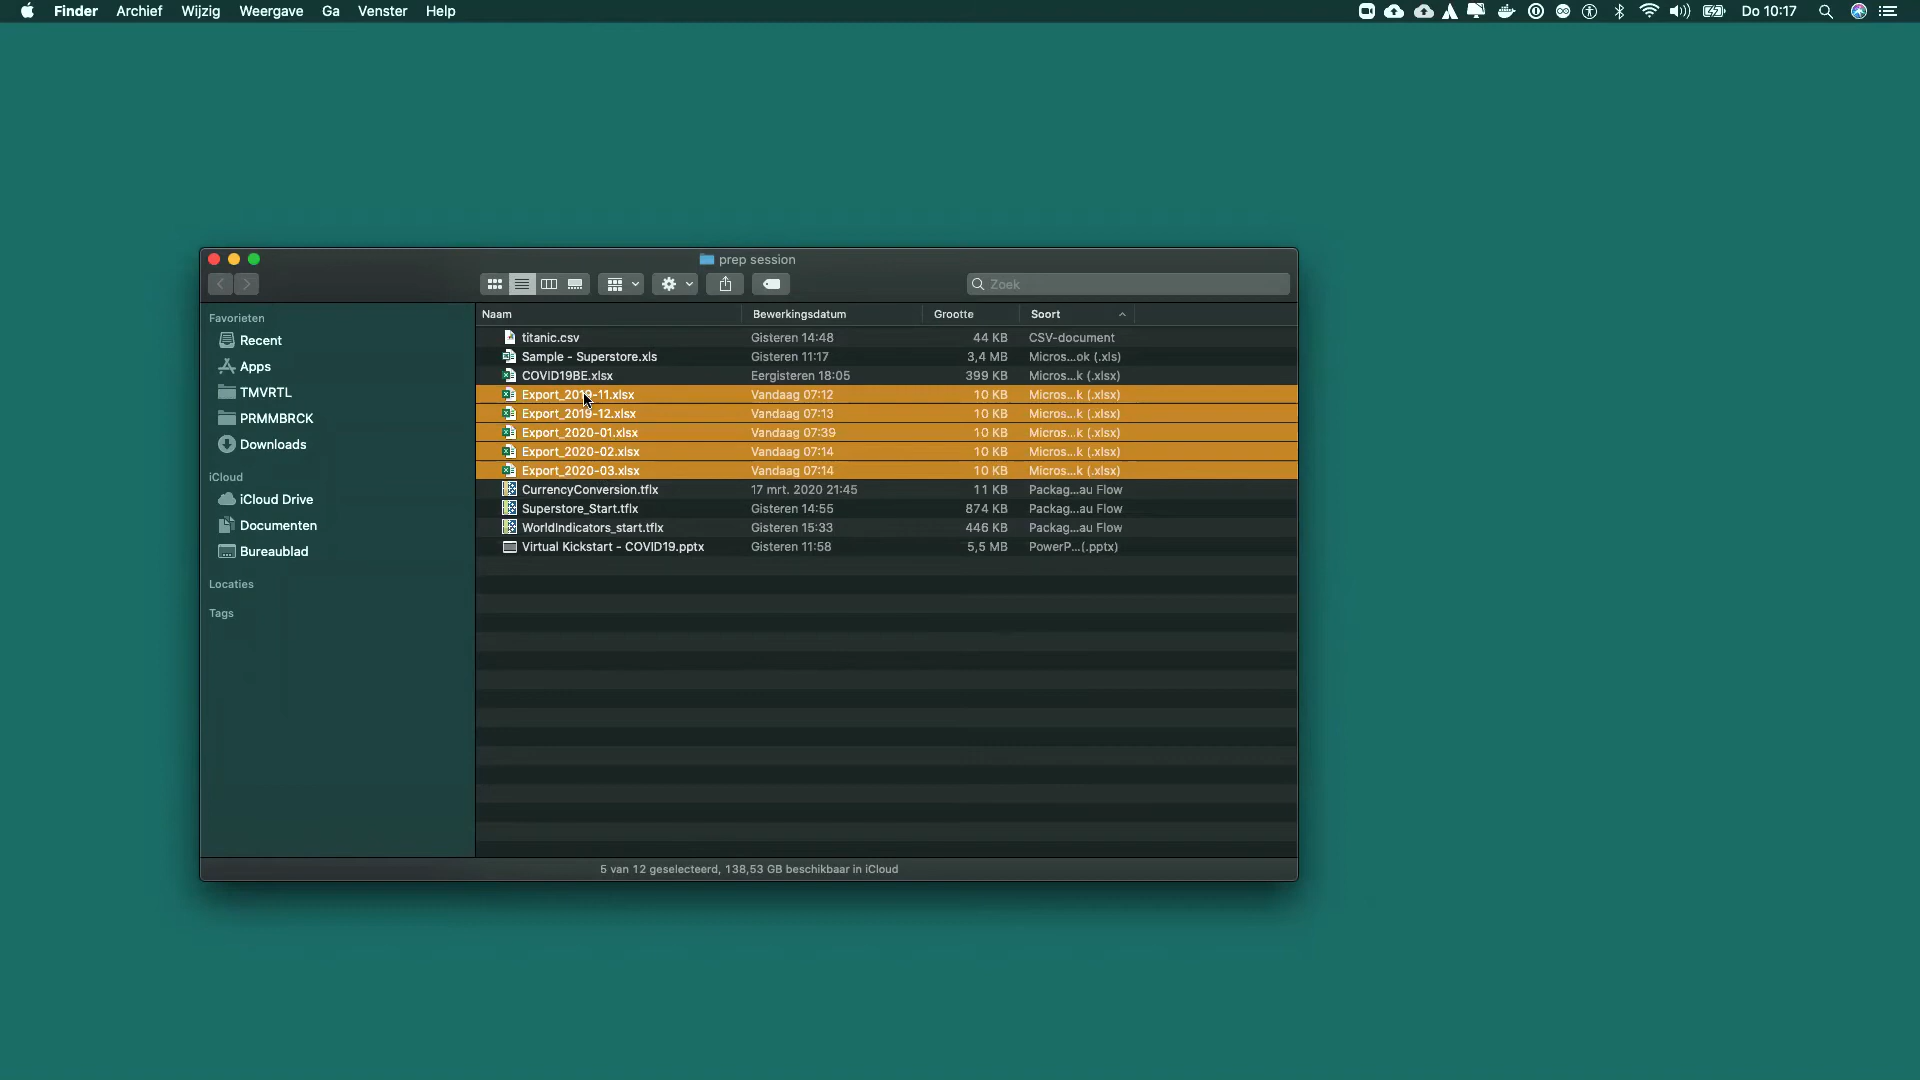 Finder Archief Wijzig Weergave Ga Venster Help Do 10:17
prep session
Zoek
Favorieten
Recent
Apps
TMVRTL
PRMMBRCK
Downloads
iCloud
iCloud Drive
Documenten
Bureaublad
Locaties
Tags
Naam Bewerkingsdatum Grootte Soort
titanic.csv Gisteren 14:48 44 KB CSV-document
Sample - Superstore.xls Gisteren 11:17 3,4 MB Micros...ok (.xls)
COVID19BE.xlsx Eergisteren 18:05 399 KB Micros...k (.xlsx)
Export_2019-11.xlsx Vandaag 07:12 10 KB Micros...k (.xlsx)
Export_2019-12.xlsx Vandaag 07:13 10 KB Micros...k (.xlsx)
Export_2020-01.xlsx Vandaag 07:39 10 KB Micros...k (.xlsx)
Export_2020-02.xlsx Vandaag 07:14 10 KB Micros...k (.xlsx)
Export_2020-03.xlsx Vandaag 07:14 10 KB Micros...k (.xlsx)
CurrencyConversion.tflx 17 mrt. 2020 21:45 11 KB Packag...au Flow
Superstore_Start.tflx Gisteren 14:55 874 KB Packag...au Flow
WorldIndicators_start.tflx Gisteren 15:33 446 KB Packag...au Flow
Virtual Kickstart - COVID19.pptx Gisteren 11:58 5,5 MB PowerP...(.pptx)
5 van 12 geselecteerd, 138,53 GB beschikbaar in iCloud